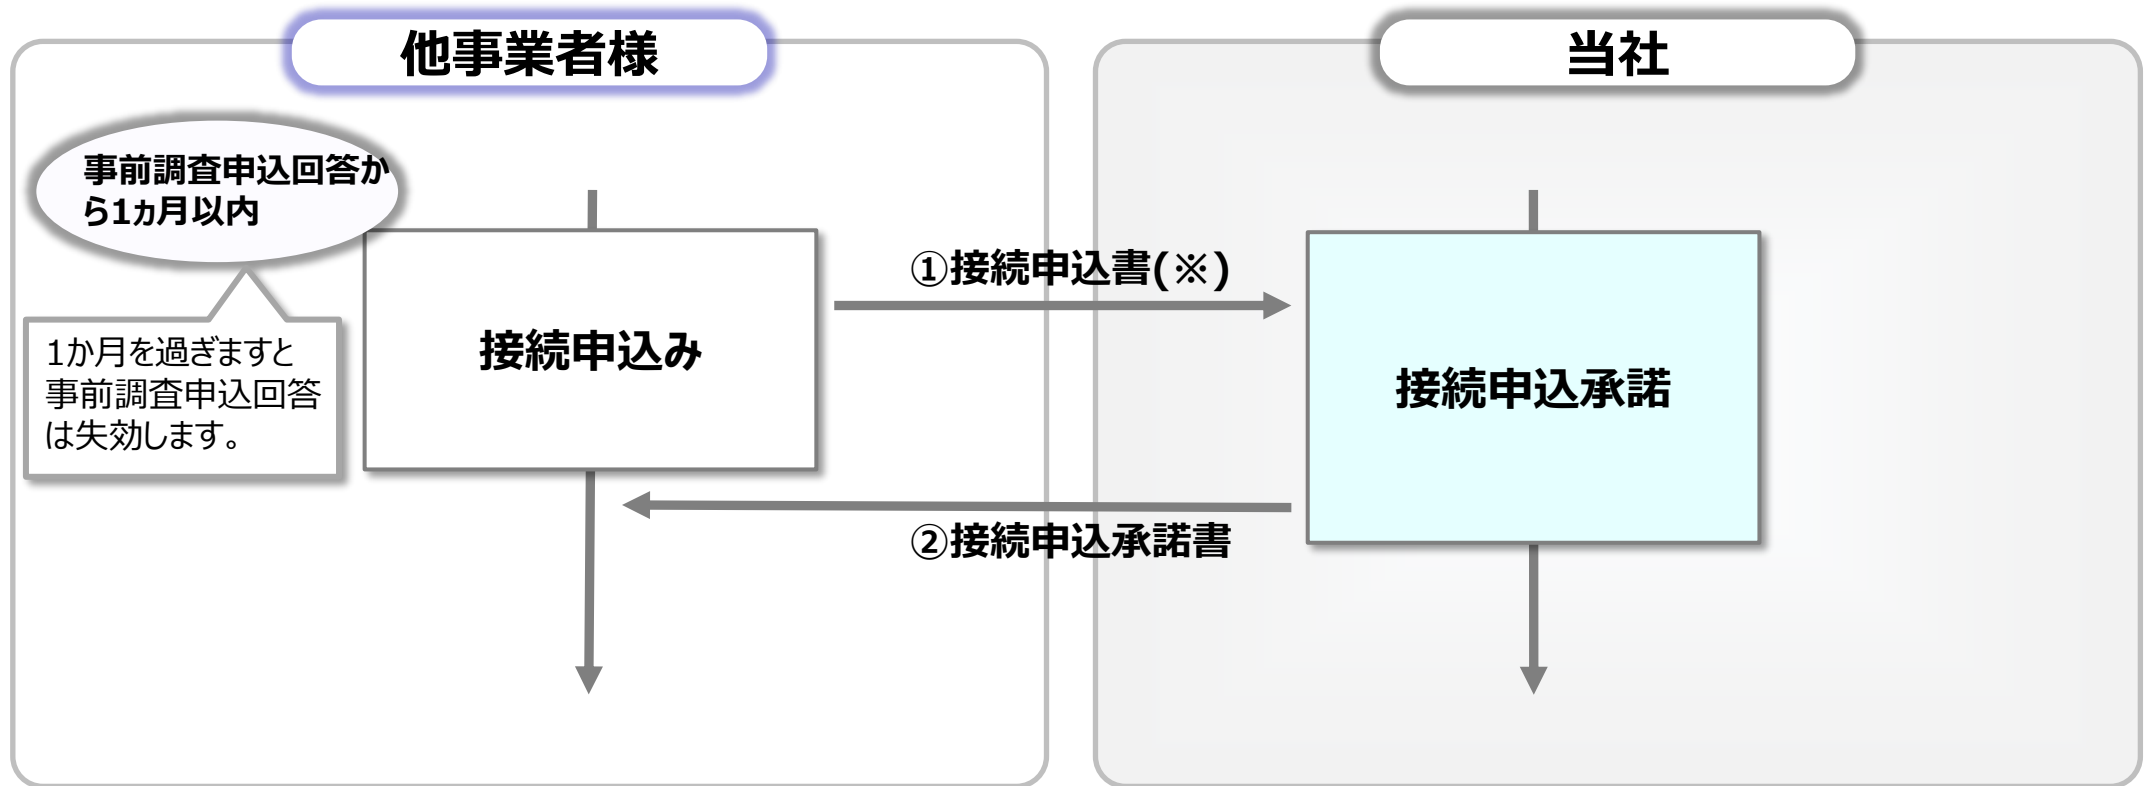 他事業者様
当社
事前調査申込回答か
ら1ヵ月以内
①接続申込書(※)
接続申込み
1か月を過ぎますと
事前調査申込回答
は失効します。
接続申込承諾
②接続申込承諾書